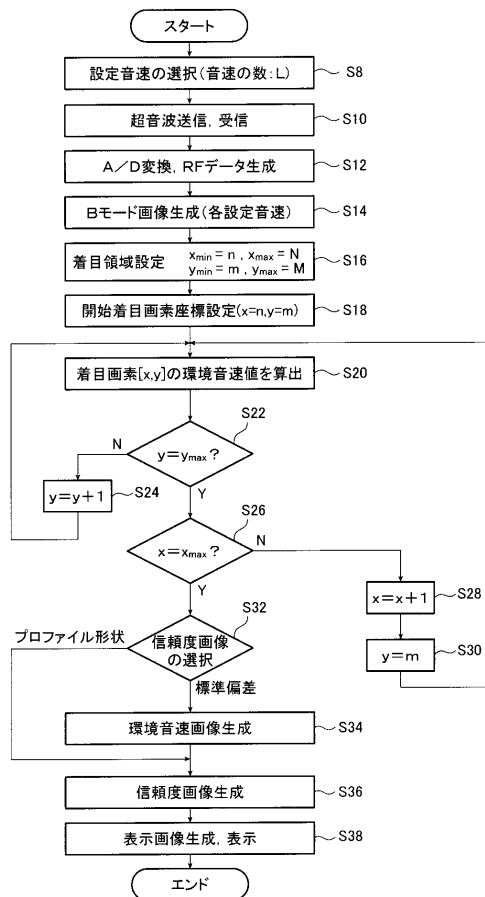 スタート
設定音速の選択(音速の数:L)
S8
超音波送信, 受信
S10
A/D変換, RFデータ生成
S12
Bモード画像生成(各設定音速)
S14
着目領域設定
xmin = n , xmax = N
ymin = m , ymax = M
S16
開始着目画素座標設定(x=n,y=m)
S18
着目画素[x,y]の環境音速値を算出
S20
S22
N
y=ymax ?
y=y+1
S24
Y
S26
x=xmax ?
N
Y
x=x+1
S28
S32
プロファイル形状
信頼度画像
の選択
y=m
S30
標準偏差
環境音速画像生成
S34
信頼度画像生成
S36
表示画像生成, 表示
S38
エンド